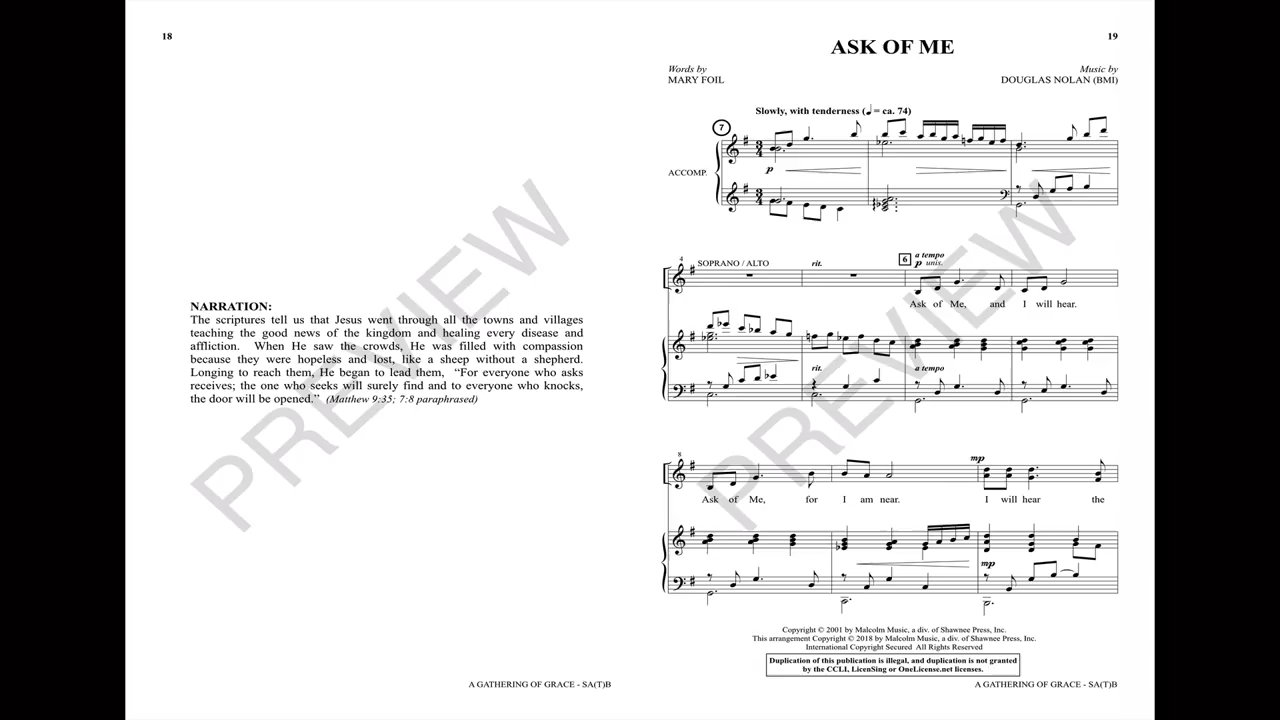 18
NARRATION:
The scriptures tell us that Jesus went through all the towns and villages
teaching the good news of the kingdom and healing every disease and
affliction. When He saw the crowds, He was filled with compassion
because they were hopeless and lost, like a sheep without a shepherd.
Longing to reach them, He began to lead them, “For everyone who asks
receives; the one who seeks will surely find and to everyone who knocks,
the door will be opened.” (Matthew 9:35; 7:8 paraphrased)
PREVIEW
A GATHERING OF GRACE - SA(T)B
19
ASK OF ME
Words by
MARY FOIL
Music by
DOUGLAS NOLAN (BMI)
Slowly, with tenderness (♩ = ca. 74)
7
ACCOMP.
p
4
SOPRANO / ALTO
rit.
6
a tempo
p unis.
Ask of Me, and I will hear.
rit.
a tempo
8
mp
Ask of Me, for I am near. I will hear the
mp
PREVIEW
Copyright © 2001 by Malcolm Music, a div. of Shawnee Press, Inc.
This arrangement Copyright © 2018 by Malcolm Music, a div. of Shawnee Press, Inc.
International Copyright Secured All Rights Reserved
Duplication of this publication is illegal, and duplication is not granted
by the CCLI, LicenSing or OneLicense.net licenses.
A GATHERING OF GRACE - SA(T)B